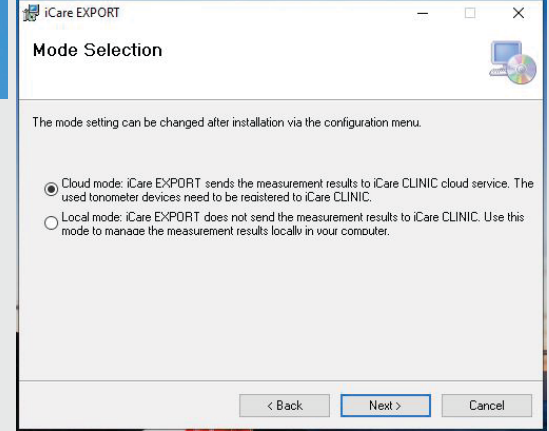 iCare EXPORT
Mode Selection
The mode setting can be changed after installation via the configuration menu.
Cloud mode: iCare EXPORT sends the measurement results to iCare CLINIC cloud service. The
used tonometer devices need to be registered to iCare CLINIC.
Local mode: iCare EXPORT does not send the measurement results to iCare CLINIC. Use this
mode to manage the measurement results locally in your computer.
< Back
Next >
Cancel